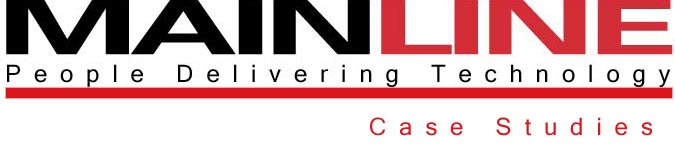 MAINLINE
People Delivering Technology
Case Studies